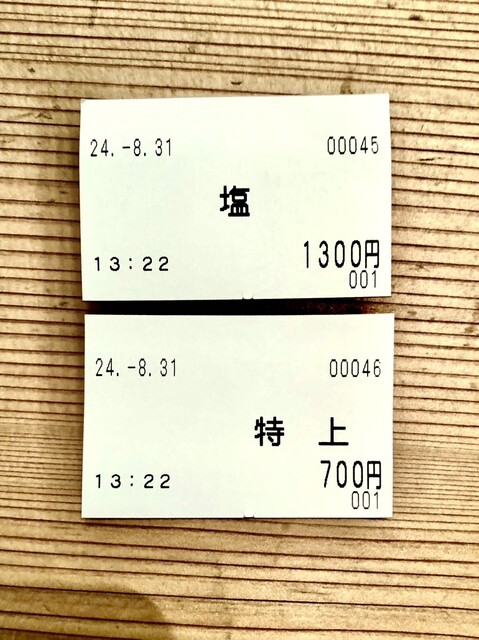 24.-8.31 00045
塩
13:22 1300円
001
24.-8.31 00046
特 上
13:22 700円
001